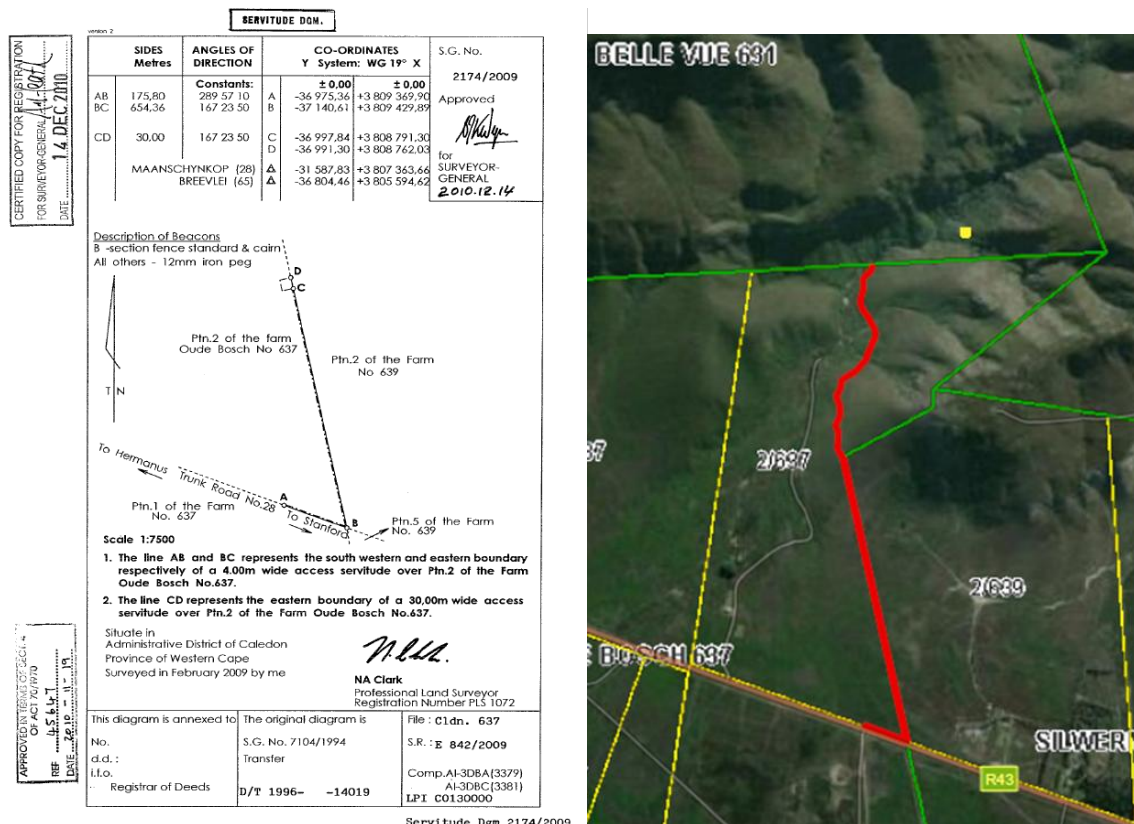 SERVITUDE DGM.
version 2
CERTIFIED COPY FOR REGISTRATION
FOR SURVEYOR-GENERAL
DATE 14.DEC.2010
SIDES Metres
ANGLES OF DIRECTION
CO-ORDINATES
Y System: WG 19° X
S.G. No.
2174/2009
Approved
for
SURVEYOR-
GENERAL
2010.12.14
Constants: ± 0,00 ± 0,00
AB 175,80 289 57 10 A -36 975,36 +3 809 369,90
BC 654,36 167 23 50 B -37 140,61 +3 809 429,89
CD 30,00 167 23 50 C -36 997,84 +3 808 791,30
D -36 991,30 +3 808 762,03
MAANSCHYNKOP (28) △ -31 587,83 +3 807 363,66
BREEVLEI (65) △ -36 804,46 +3 805 594,62
Description of Beacons
B -section fence standard & cairn
All others - 12mm iron peg
D
C
Ptn.2 of the farm
Oude Bosch No 637
Ptn.2 of the Farm
No 639
T N
To Hermanus
Trunk Road No.28
To Stanford
A
B
Ptn.1 of the Farm
No. 637
Ptn.5 of the Farm
No. 639
Scale 1:7500
1. The line AB and BC represents the south western and eastern boundary
respectively of a 4.00m wide access servitude over Ptn.2 of the Farm
Oude Bosch No.637.
2. The line CD represents the eastern boundary of a 30,00m wide access
servitude over Ptn.2 of the Farm Oude Bosch No.637.
Situate in
Administrative District of Caledon
Province of Western Cape
Surveyed in February 2009 by me
NA Clark
Professional Land Surveyor
Registration Number PLS 1072
APPROVED IN TERMS OF SECT. 4
OF ACT 70/1970
REF 45647
DATE 2010-11-19
This diagram is annexed to
No.
d.d. :
i.f.o.
Registrar of Deeds
The original diagram is
S.G. No. 7104/1994
Transfer
D/T 1996- -14019
File : Cldn. 637
S.R. : E 842/2009
Comp.AI-3DBA(3379)
AI-3DBC(3381)
LPI C0130000
Servitude Dgm 2174/2009
BELLE VUE 691
2/697
2/639
BOSCH 697
SILWER
R43